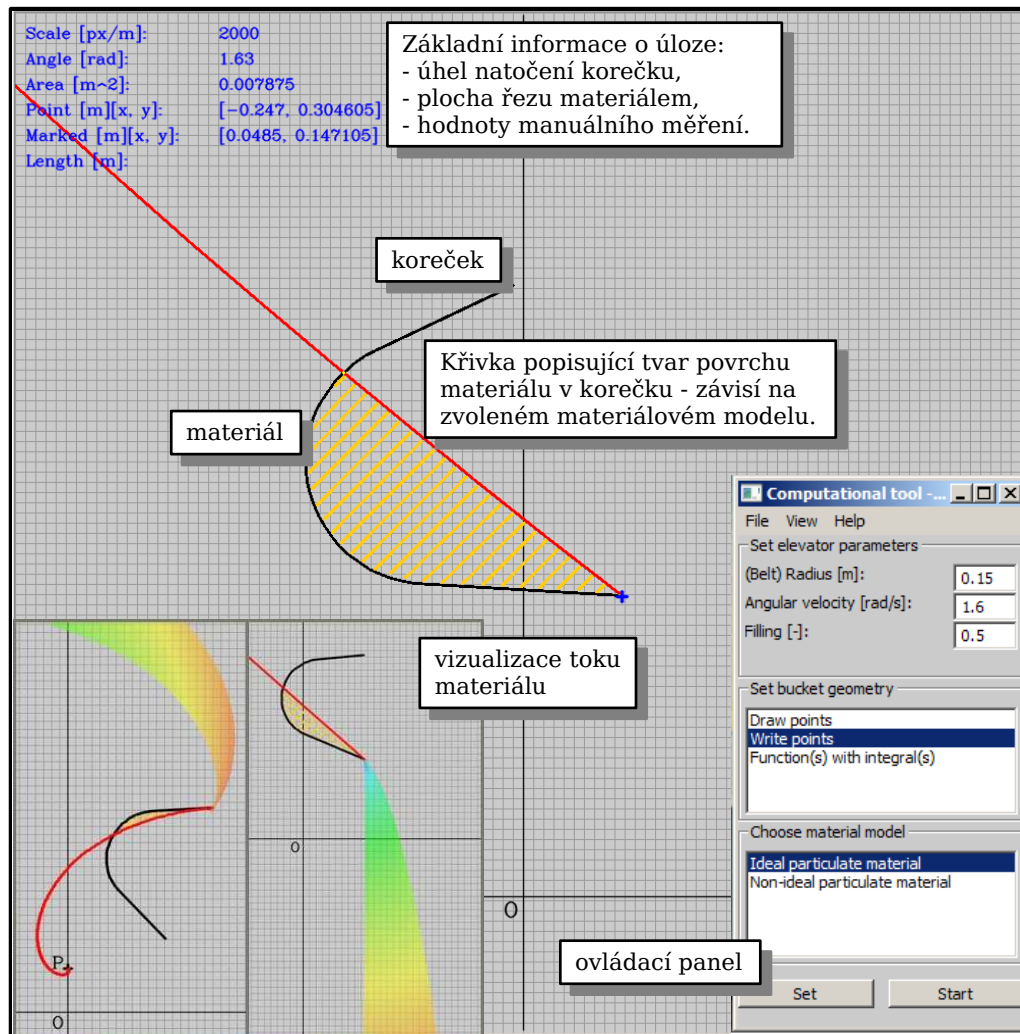 Scale [px/m]: 2000
Angle [rad]: 1.63
Area [m^2]: 0.007875
Point [m][x, y]: [-0.247, 0.304605]
Marked [m][x, y]: [0.0485, 0.147105]
Length [m]:
Základní informace o úloze:
- úhel natočení korečku,
- plocha řezu materiálem,
- hodnoty manuálního měření.
koreček
Křivka popisující tvar povrchu
materiálu v korečku - závisí na
zvoleném materiálovém modelu.
materiál
vizualizace toku
materiálu
P
0
0
0
ovládací panel
Computational tool -...
File View Help
Set elevator parameters
(Belt) Radius [m]: 0.15
Angular velocity [rad/s]: 1.6
Filling [-]: 0.5
Set bucket geometry
Draw points
Write points
Function(s) with integral(s)
Choose material model
Ideal particulate material
Non-ideal particulate material
Set Start